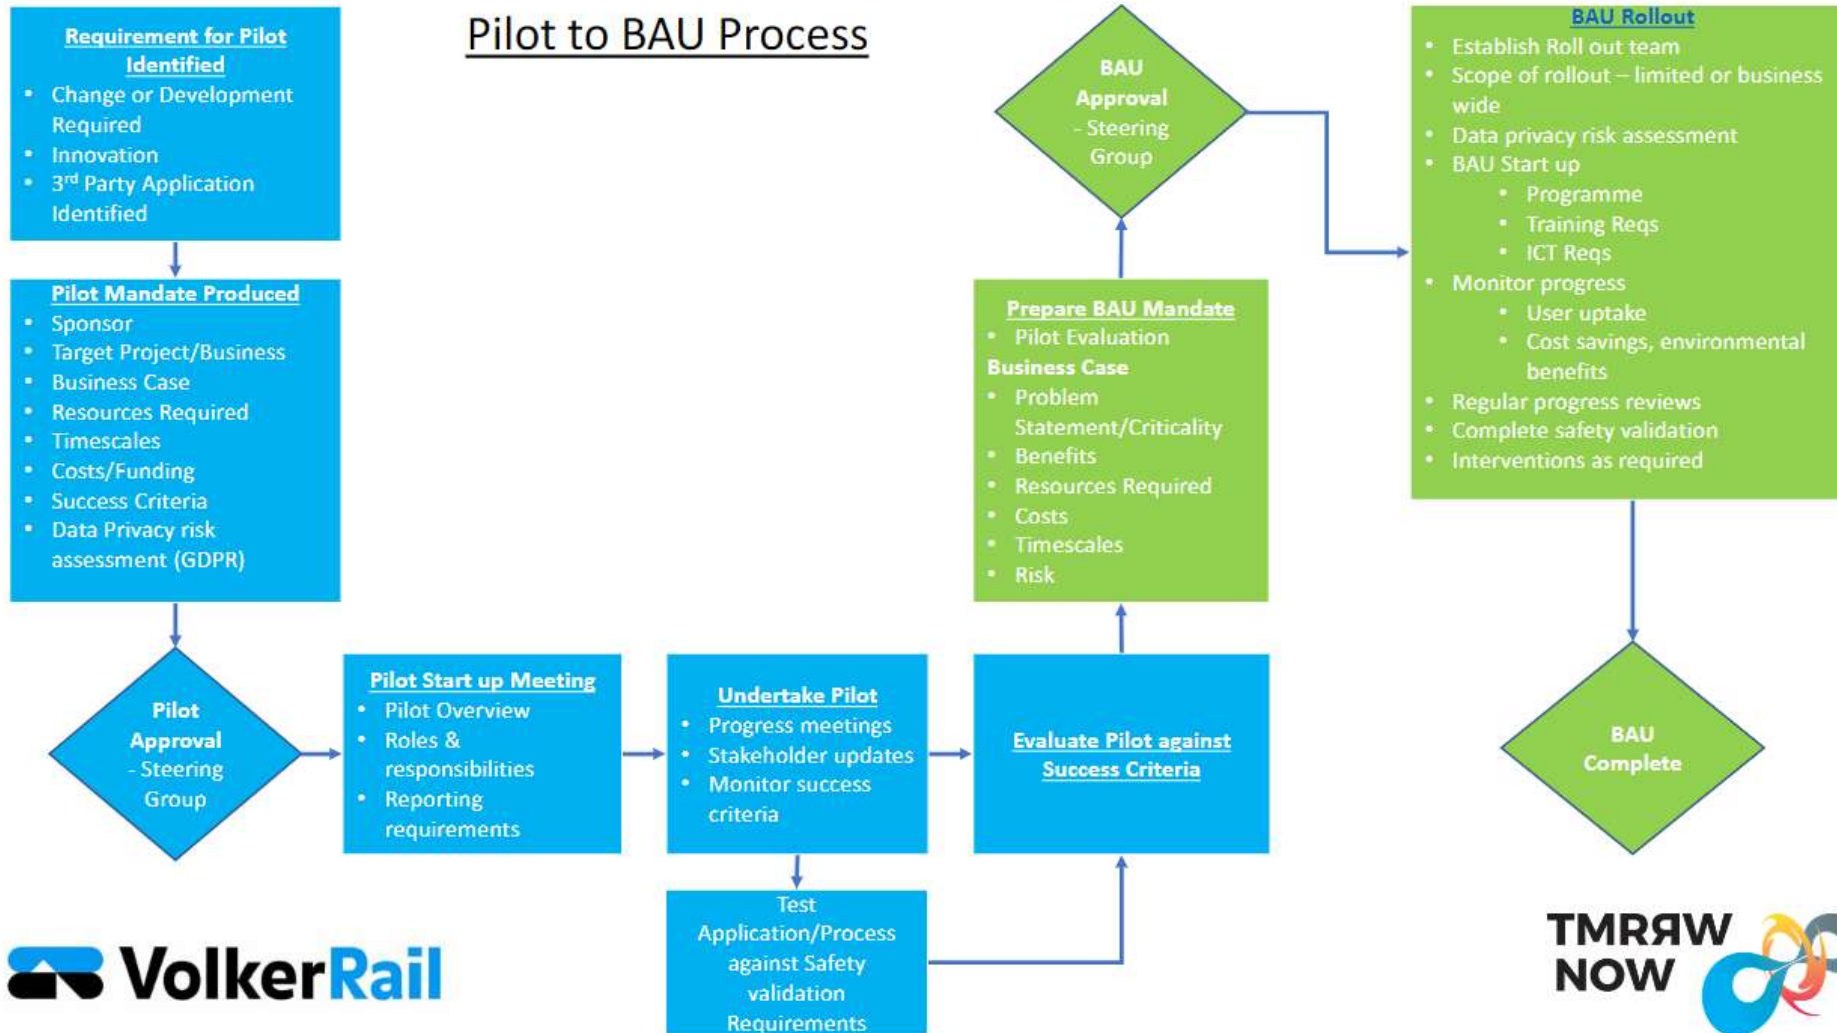 Pilot to BAU Process
Requirement for Pilot
Identified
• Change or Development
Required
• Innovation
• 3rd Party Application
Identified
Pilot Mandate Produced
• Sponsor
• Target Project/Business
• Business Case
• Resources Required
• Timescales
• Costs/Funding
• Success Criteria
• Data Privacy risk
assessment (GDPR)
Pilot
Approval
- Steering
Group
Pilot Start up Meeting
• Pilot Overview
• Roles &
responsibilities
• Reporting
requirements
Undertake Pilot
• Progress meetings
• Stakeholder updates
• Monitor success
criteria
Test
Application/Process
against Safety
validation
Requirements
Evaluate Pilot against
Success Criteria
Prepare BAU Mandate
• Pilot Evaluation
Business Case
• Problem
Statement/Criticality
• Benefits
• Resources Required
• Costs
• Timescales
• Risk
BAU
Approval
- Steering
Group
BAU Rollout
• Establish Roll out team
• Scope of rollout – limited or business
wide
• Data privacy risk assessment
• BAU Start up
• Programme
• Training Reqs
• ICT Reqs
• Monitor progress
• User uptake
• Cost savings, environmental
benefits
• Regular progress reviews
• Complete safety validation
• Interventions as required
BAU
Complete
VolkerRail
TMRЯW
NOW